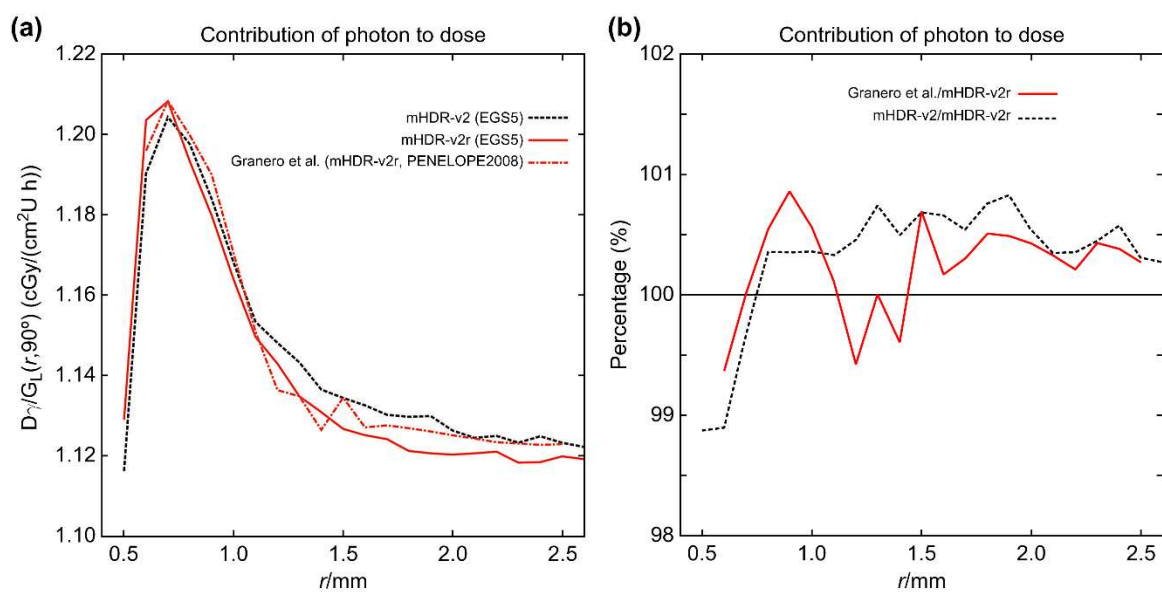 (a)
Contribution of photon to dose
1.22
1.20
1.18
1.16
1.14
1.12
1.10
Dγ/G_L(r,90º) (cGy/(cm²U h))
mHDR-v2 (EGS5)
mHDR-v2r (EGS5)
Granero et al. (mHDR-v2r, PENELOPE2008)
0.5 1.0 1.5 2.0 2.5
r/mm
(b)
Contribution of photon to dose
102
101
100
99
98
Percentage (%)
Granero et al./mHDR-v2r
mHDR-v2/mHDR-v2r
0.5 1.0 1.5 2.0 2.5
r/mm